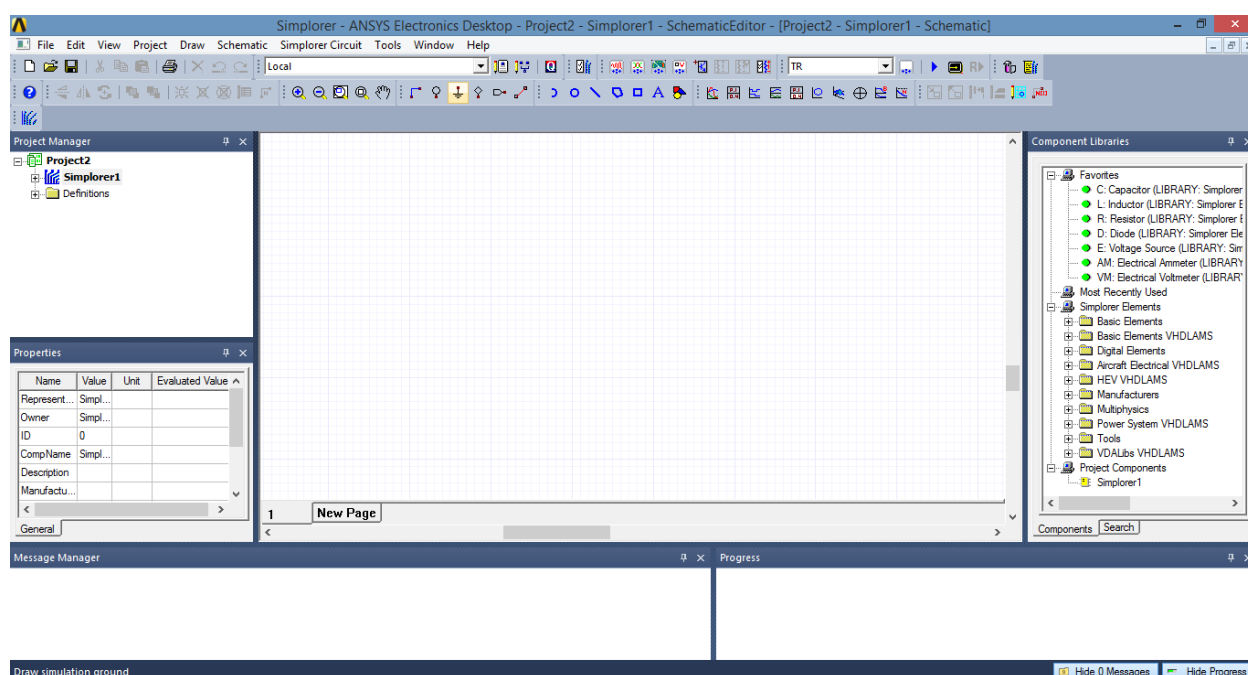 Simplorer - ANSYS Electronics Desktop - Project2 - Simplorer1 - SchematicEditor - [Project2 - Simplorer1 - Schematic]
File Edit View Project Draw Schematic Simplorer Circuit Tools Window Help
Local
TR
Project Manager
Project2
Simplorer1
Definitions
Properties
Name Value Unit Evaluated Value
Represent... Simpl...
Owner Simpl...
ID 0
CompName Simpl...
Description
Manufactu...
General
1 New Page
Component Libraries
Favorites
C: Capacitor (LIBRARY: Simplorer
L: Inductor (LIBRARY: Simplorer E
R: Resistor (LIBRARY: Simplorer E
D: Diode (LIBRARY: Simplorer Ele
E: Voltage Source (LIBRARY: Sim
AM: Electrical Ammeter (LIBRARY
VM: Electrical Voltmeter (LIBRARY
Most Recently Used
Simplorer Elements
Basic Elements
Basic Elements VHDLAMS
Digital Elements
Aircraft Electrical VHDLAMS
HEV VHDLAMS
Manufacturers
Multiphysics
Power System VHDLAMS
Tools
VDALibs VHDLAMS
Project Components
Simplorer1
Components Search
Message Manager
Progress
Draw simulation ground
Hide 0 Messages Hide Progress